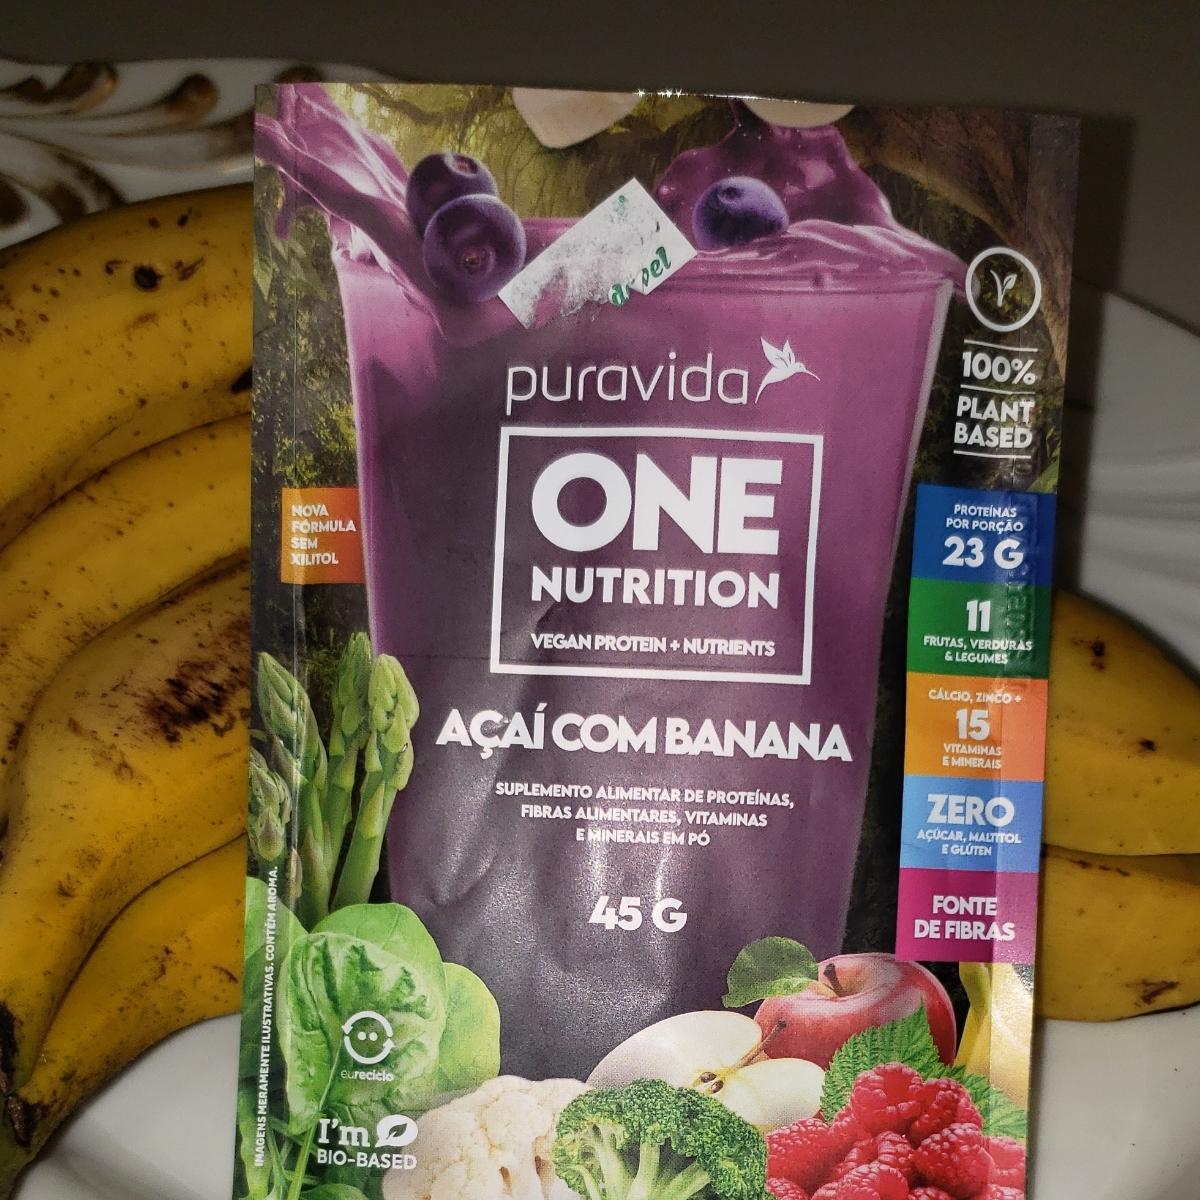 puravida
ONE
NUTRITION
VEGAN PROTEIN + NUTRIENTS
AÇAÍ COM BANANA
SUPLEMENTO ALIMENTAR DE PROTEÍNAS,
FIBRAS ALIMENTARES, VITAMINAS
E MINERAIS EM PÓ
45 G
NOVA
FÓRMULA
SEM
XILITOL
100%
PLANT
BASED
PROTEÍNAS
POR PORÇÃO
23 G
11
FRUTAS, VERDURAS
& LEGUMES
CÁLCIO, ZINCO +
15
VITAMINAS
E MINERAIS
ZERO
AÇÚCAR, MALTITOL
E GLÚTEN
FONTE
DE FIBRAS
IMAGENS MERAMENTE ILUSTRATIVAS. CONTÉM AROMA.
eureciclo
I'm
BIO-BASED